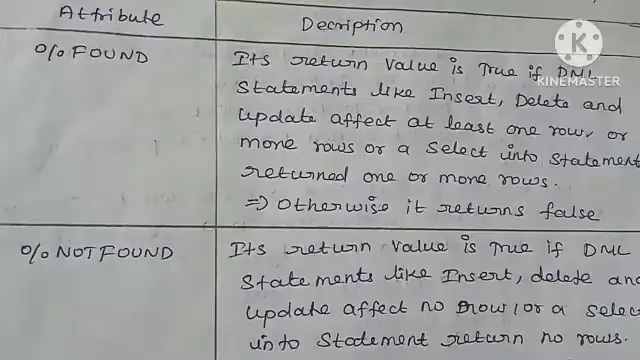 Attribute
Decription
K
KINEMASTER
%FOUND
Its return value is True if DML
Statements like Insert, Delete and
Update affect at least one row or
more rows or a Select into statement
returned one or more rows.
⇒ Otherwise it returns false
%NOTFOUND
Its return value is True if DML
Statements like Insert, delete and
update affect no row, or a select
into Statement return no rows.